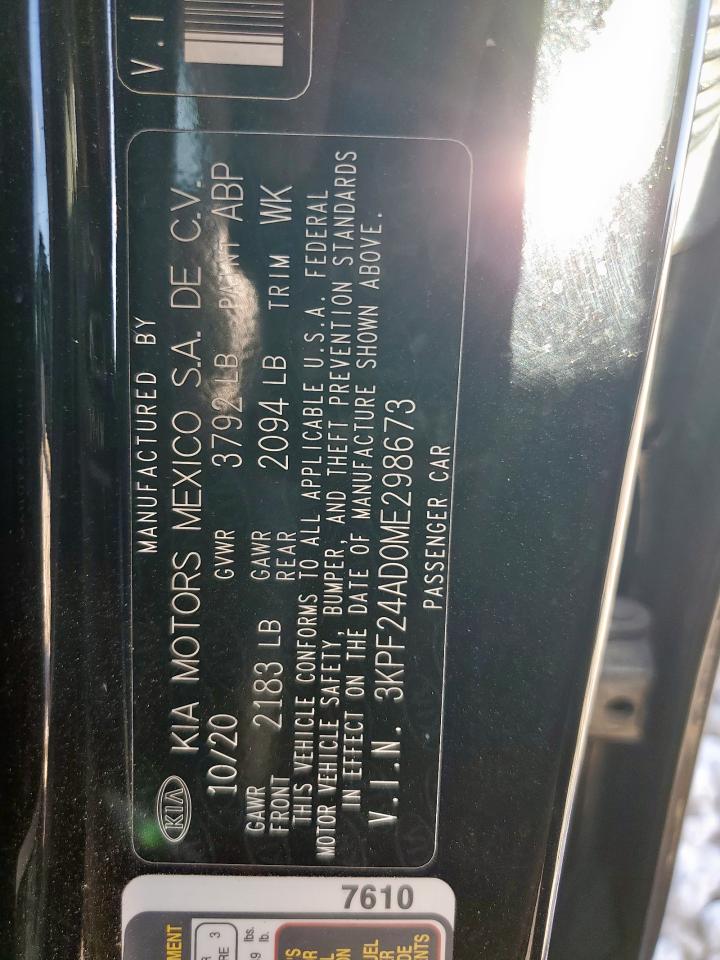 V.I
MANUFACTURED BY
KIA KIA MOTORS MEXICO S.A. DE C.V.
10/20 GVWR 3792 LB PAINT ABP
GAWR FRONT 2183 LB GAWR REAR 2094 LB TRIM WK
THIS VEHICLE CONFORMS TO ALL APPLICABLE U.S.A. FEDERAL
MOTOR VEHICLE SAFETY, BUMPER, AND THEFT PREVENTION STANDARDS
IN EFFECT ON THE DATE OF MANUFACTURE SHOWN ABOVE.
V.I.N. 3KPF24AD0ME298673
PASSENGER CAR
7610